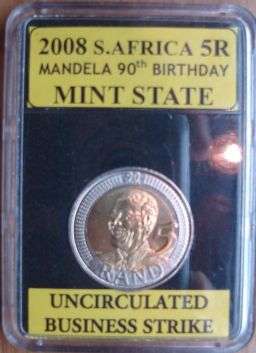 2008 S.AFRICA 5R
MANDELA 90th BIRTHDAY
MINT STATE
5
RAND
UNCIRCULATED
BUSINESS STRIKE